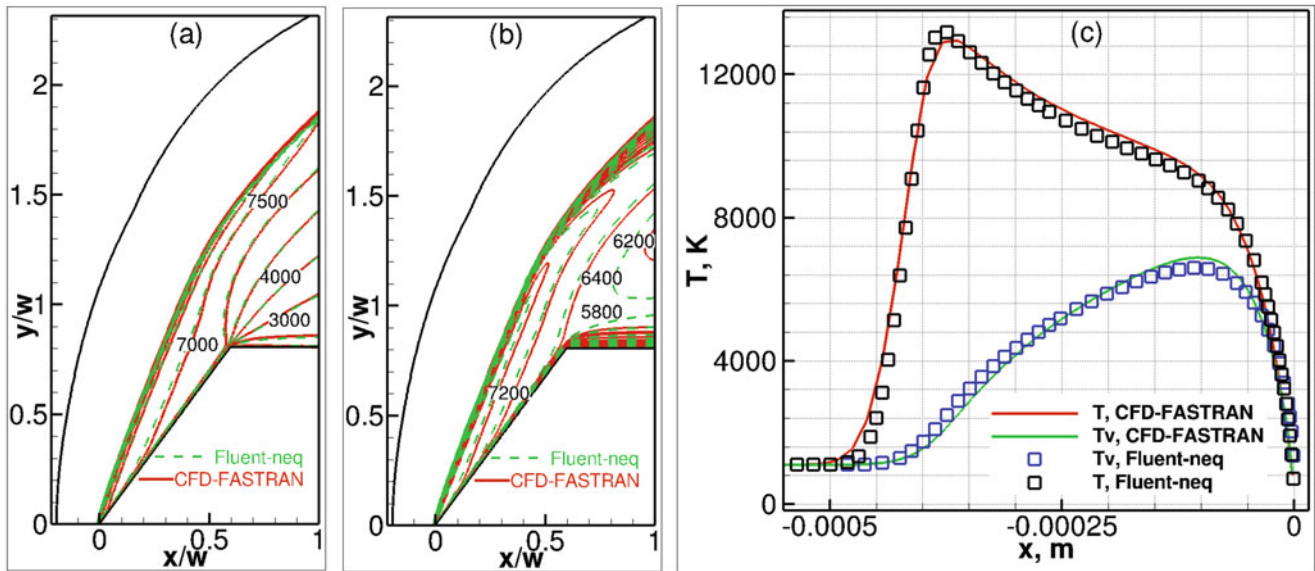 (a)
2
1.5
1
0.5
0
y/w
7500
4000
3000
7000
Fluent-neq
CFD-FASTRAN
0
0.5
1
x/w
(b)
2
1.5
1
0.5
0
y/w
6200
6400
5800
7200
Fluent-neq
CFD-FASTRAN
0
0.5
1
x/w
(c)
12000
8000
4000
0
T, K
T, CFD-FASTRAN
Tv, CFD-FASTRAN
Tv, Fluent-neq
T, Fluent-neq
-0.0005
-0.00025
0
x, m